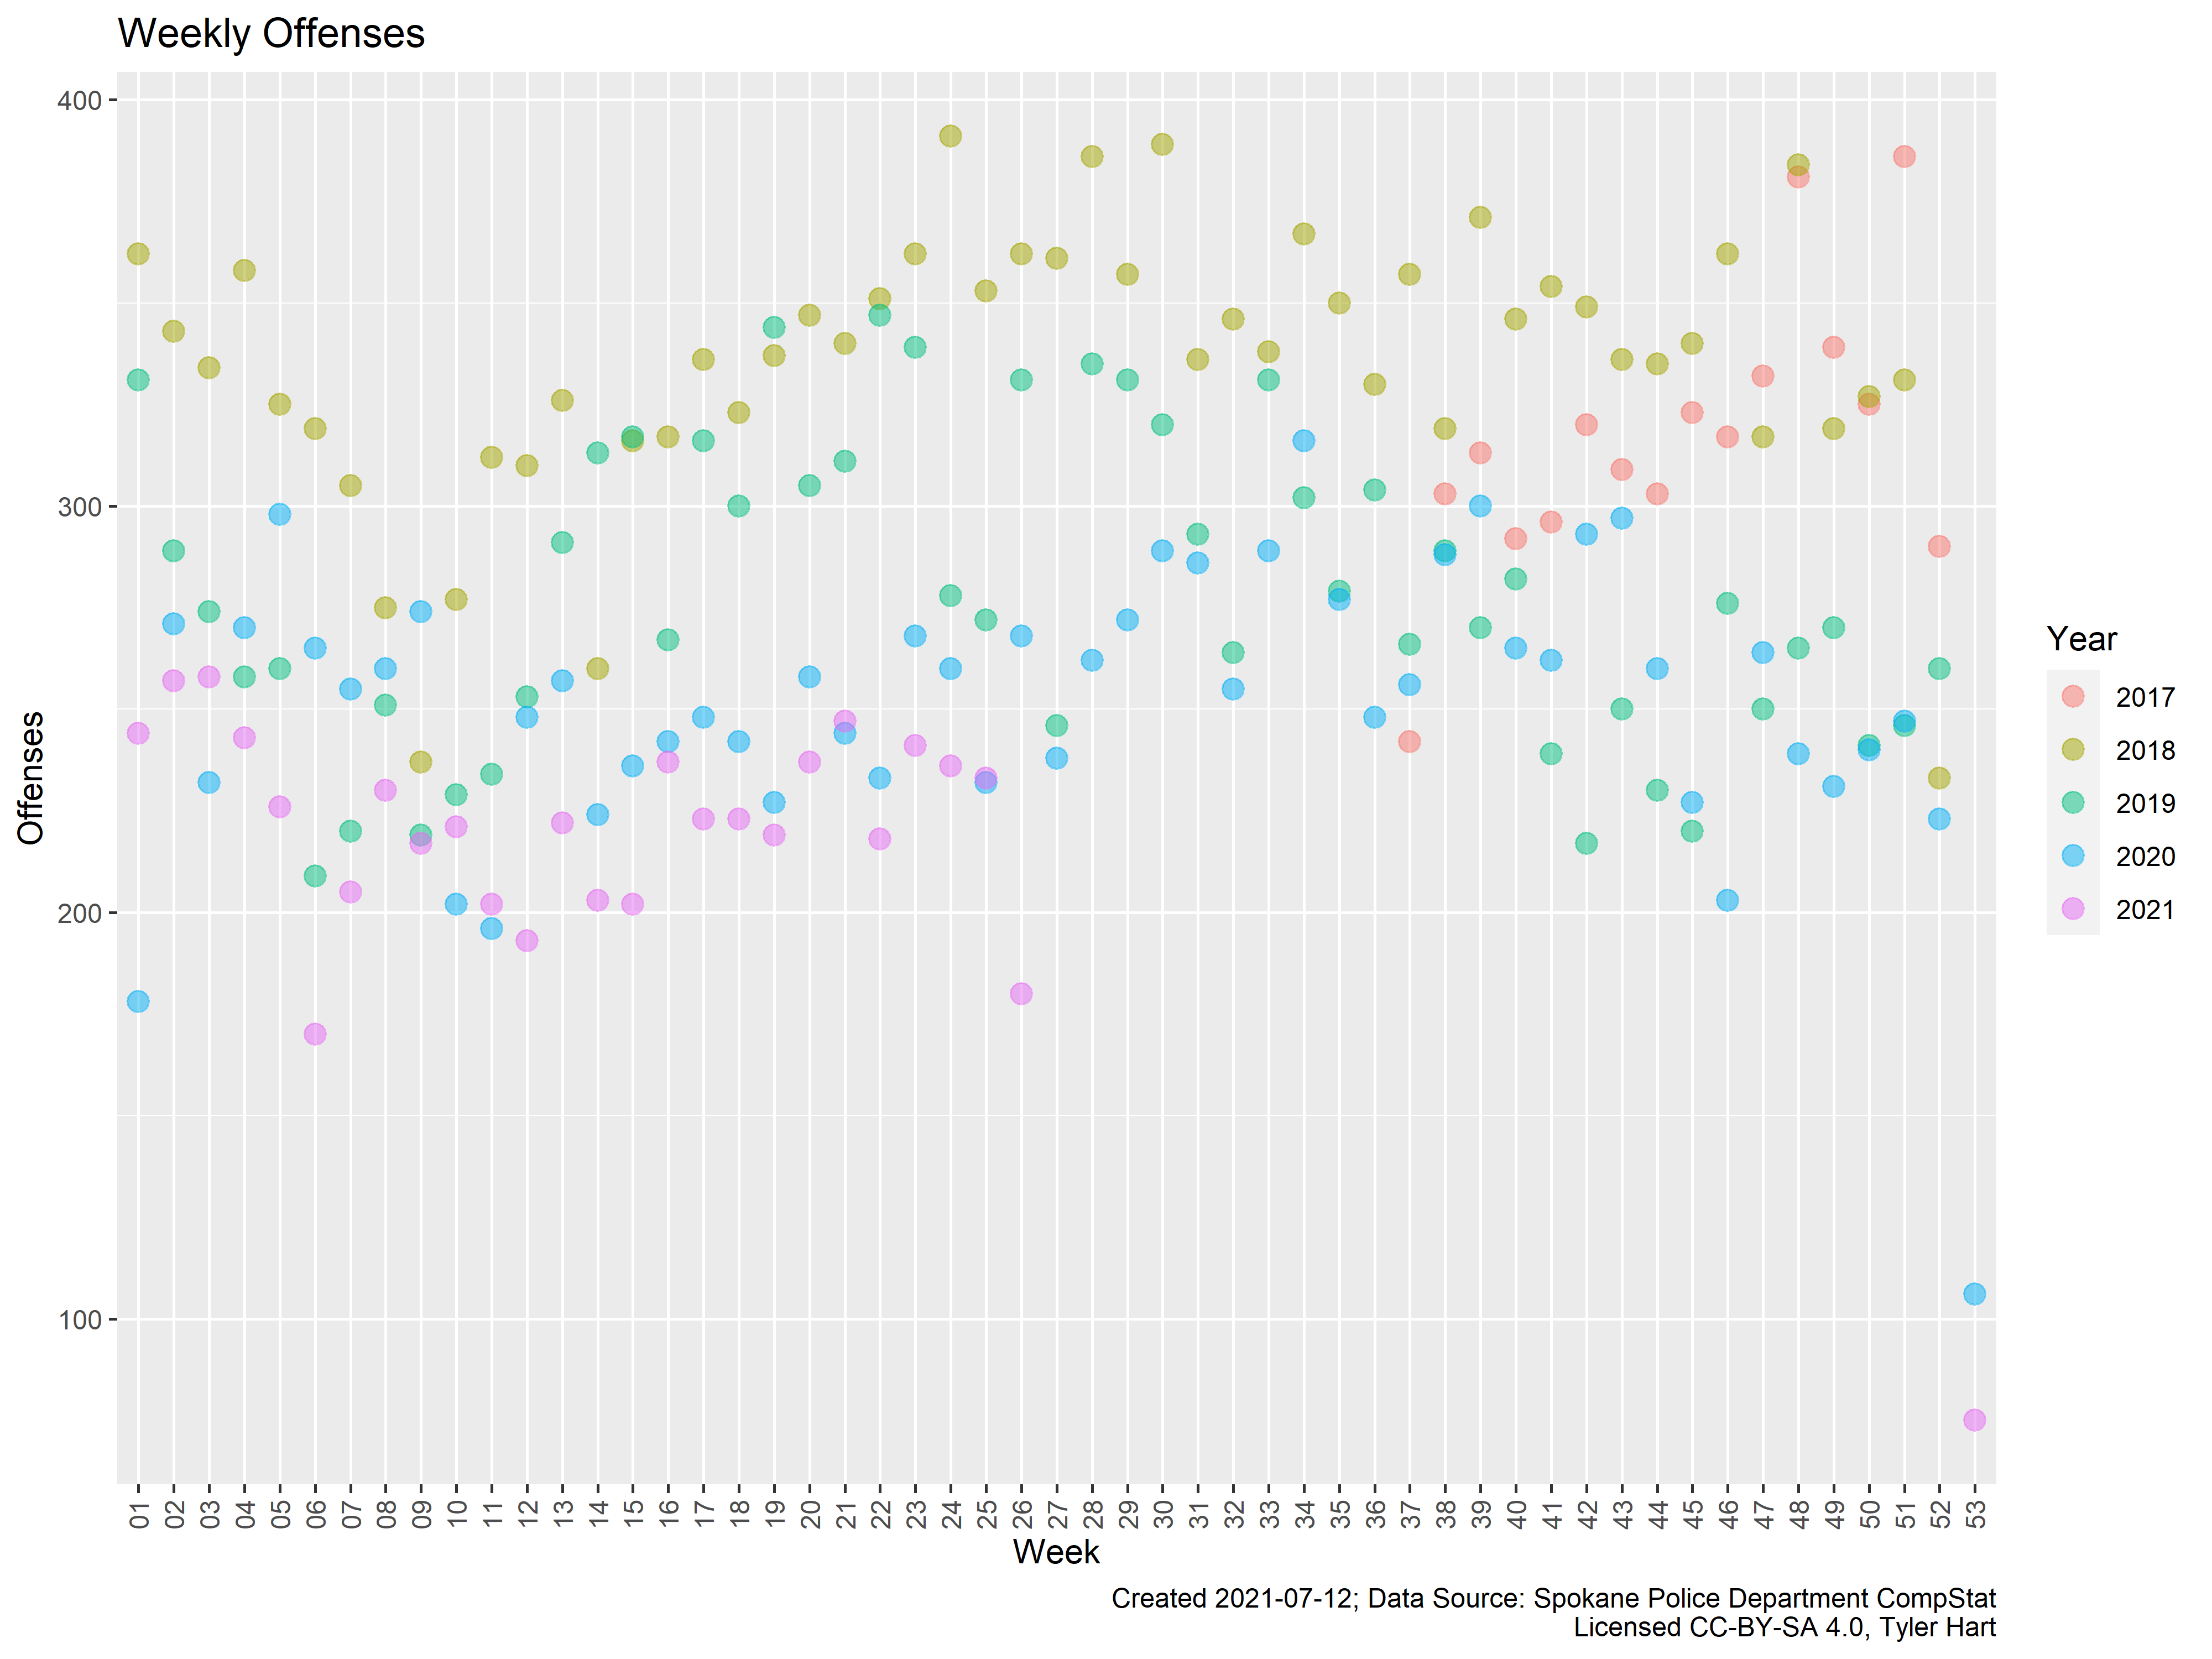 Weekly Offenses
400
300
200
100
Offenses
01 02 03 04 05 06 07 08 09 10 11 12 13 14 15 16 17 18 19 20 21 22 23 24 25 26 27 28 29 30 31 32 33 34 35 36 37 38 39 40 41 42 43 44 45 46 47 48 49 50 51 52 53
Week
Year
2017
2018
2019
2020
2021
Created 2021-07-12; Data Source: Spokane Police Department CompStat
Licensed CC-BY-SA 4.0, Tyler Hart